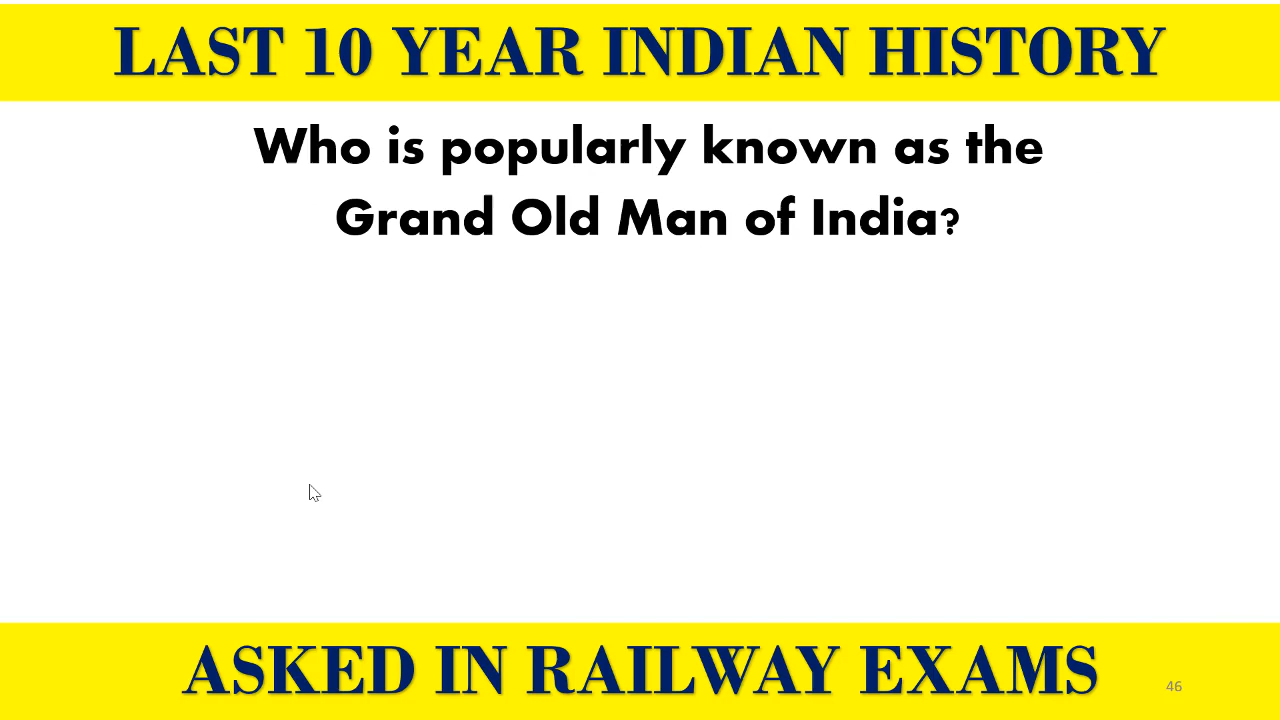 LAST 10 YEAR INDIAN HISTORY
Who is popularly known as the
Grand Old Man of India?
ASKED IN RAILWAY EXAMS
46